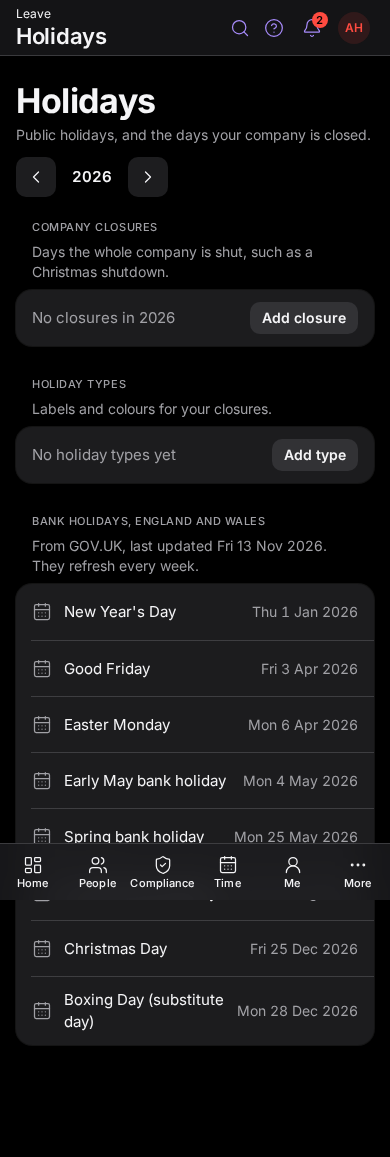 Leave
Holidays
2
AH
Holidays
Public holidays, and the days your company is closed.
2026
COMPANY CLOSURES
Days the whole company is shut, such as a
Christmas shutdown.
No closures in 2026
Add closure
HOLIDAY TYPES
Labels and colours for your closures.
No holiday types yet
Add type
BANK HOLIDAYS, ENGLAND AND WALES
From GOV.UK, last updated Fri 13 Nov 2026.
They refresh every week.
New Year's Day Thu 1 Jan 2026
Good Friday Fri 3 Apr 2026
Easter Monday Mon 6 Apr 2026
Early May bank holiday Mon 4 May 2026
Spring bank holiday Mon 25 May 2026
Home People Compliance Time Me More
Christmas Day Fri 25 Dec 2026
Boxing Day (substitute
day) Mon 28 Dec 2026